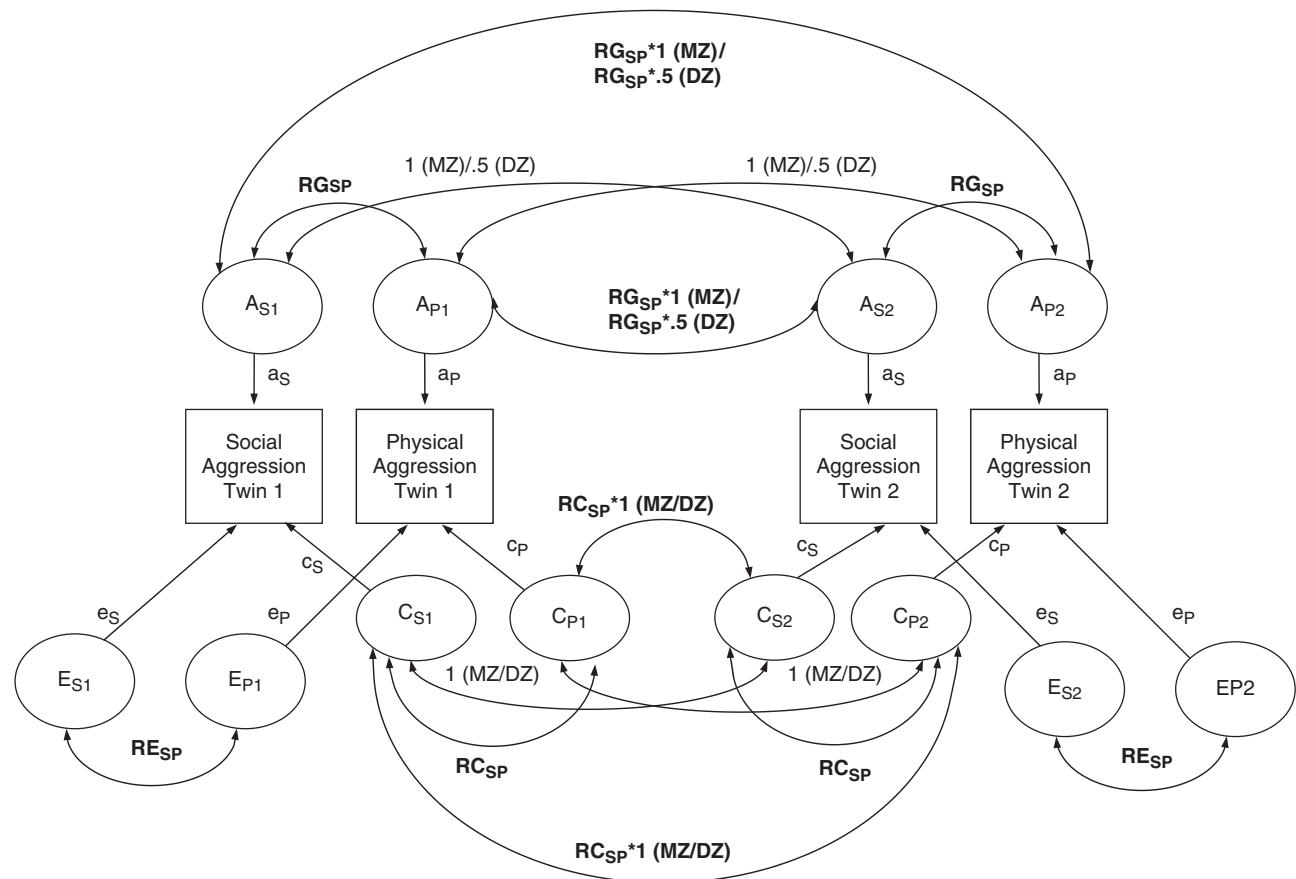 RGSP*1 (MZ)/
RGSP*.5 (DZ)
1 (MZ)/.5 (DZ)
1 (MZ)/.5 (DZ)
RGSP
RGSP
AS1
AP1
RGSP*1 (MZ)/
RGSP*.5 (DZ)
AS2
AP2
aS
aP
aS
aP
Social
Aggression
Twin 1
Physical
Aggression
Twin 1
Social
Aggression
Twin 2
Physical
Aggression
Twin 2
RCSP*1 (MZ/DZ)
cS
cP
cS
cP
eS
eP
eS
eP
CS1
CP1
CS2
CP2
ES1
EP1
1 (MZ/DZ)
1 (MZ/DZ)
ES2
EP2
RESP
RCSP
RCSP
RESP
RCSP*1 (MZ/DZ)